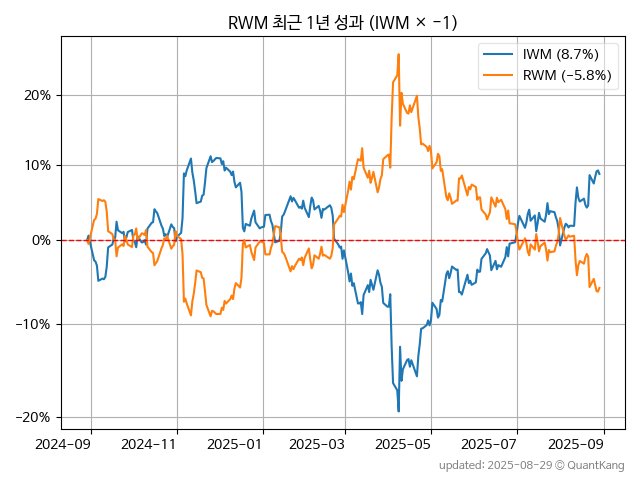 RWM 최근 1년 성과 (IWM × −1)
IWM (8.7%)
RWM (−5.8%)
20%
10%
0%
−10%
−20%
2024-09 2024-11 2025-01 2025-03 2025-05 2025-07 2025-09
updated: 2025-08-29 © QuantKang